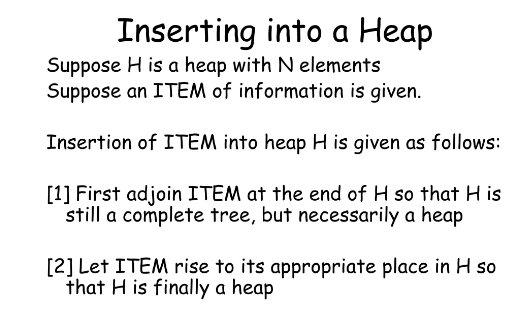 Inserting into a Heap
Suppose H is a heap with N elements
Suppose an ITEM of information is given.
Insertion of ITEM into heap H is given as follows:
[1] First adjoin ITEM at the end of H so that H is
still a complete tree, but necessarily a heap
[2] Let ITEM rise to its appropriate place in H so
that H is finally a heap